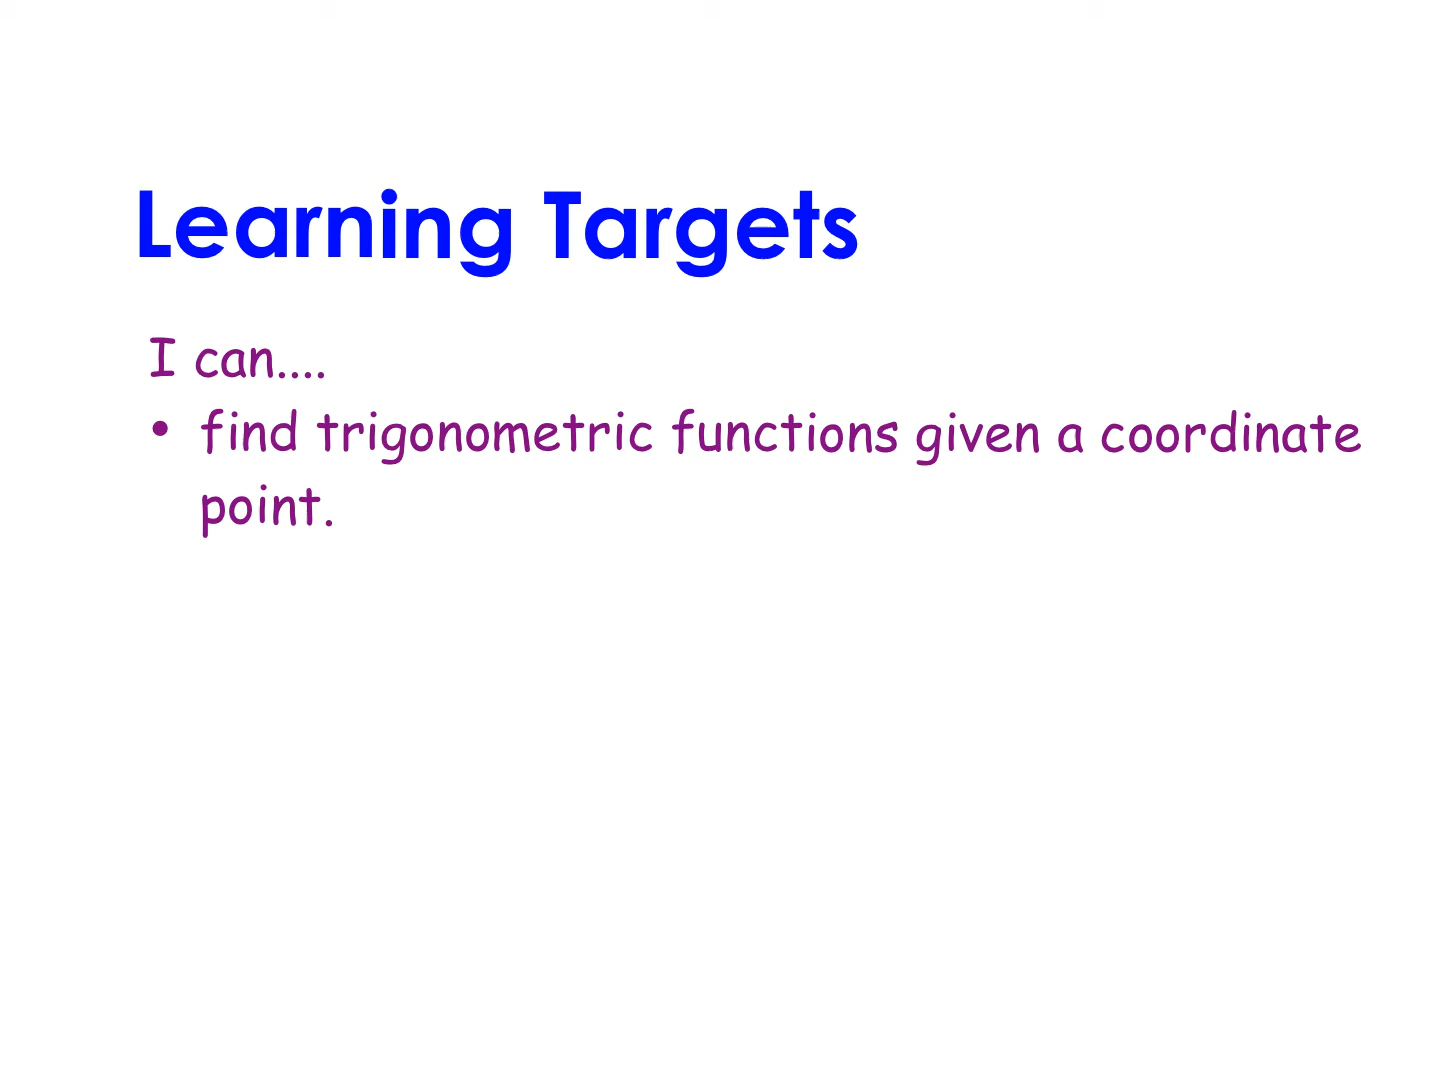 Learning Targets
I can....
• find trigonometric functions given a coordinate
point.